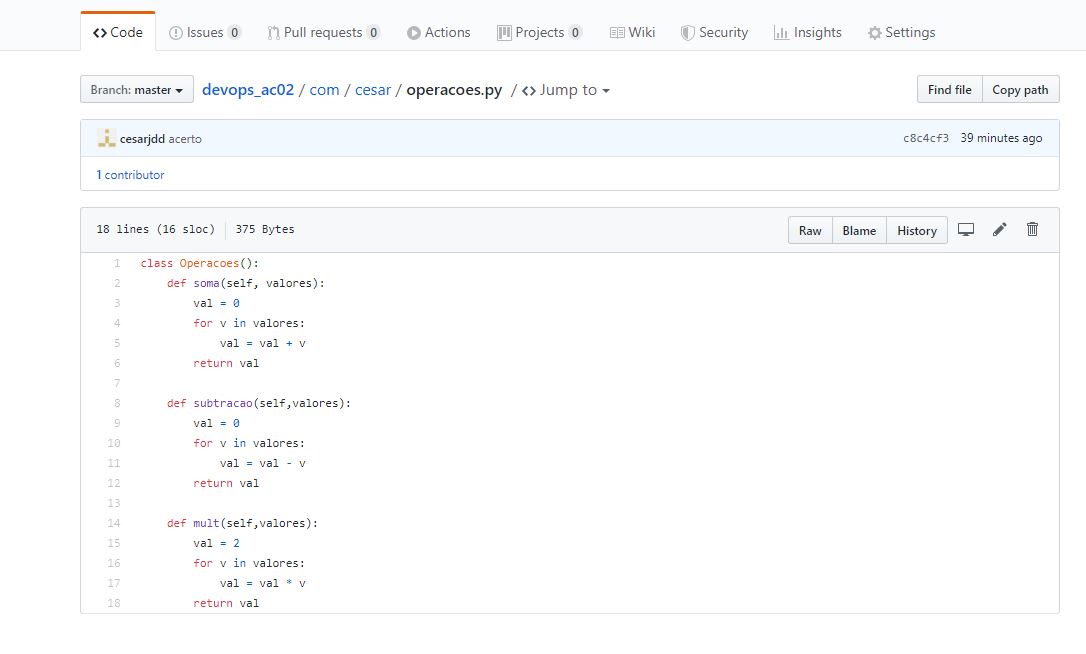 Code Issues 0 Pull requests 0 Actions Projects 0 Wiki Security Insights Settings
Branch: master devops_ac02 / com / cesar / operacoes.py / Jump to Find file Copy path
cesarjdd acerto c8c4cf3 39 minutes ago
1 contributor
18 lines (16 sloc) 375 Bytes Raw Blame History
1 class Operacoes():
2     def soma(self, valores):
3         val = 0
4         for v in valores:
5             val = val + v
6         return val
7
8     def subtracao(self,valores):
9         val = 0
10         for v in valores:
11             val = val - v
12         return val
13
14     def mult(self,valores):
15         val = 2
16         for v in valores:
17             val = val * v
18         return val